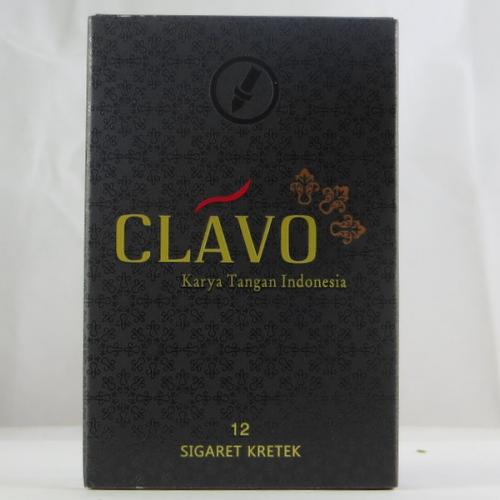 CLAVO
Karya Tangan Indonesia
12
SIGARET KRETEK